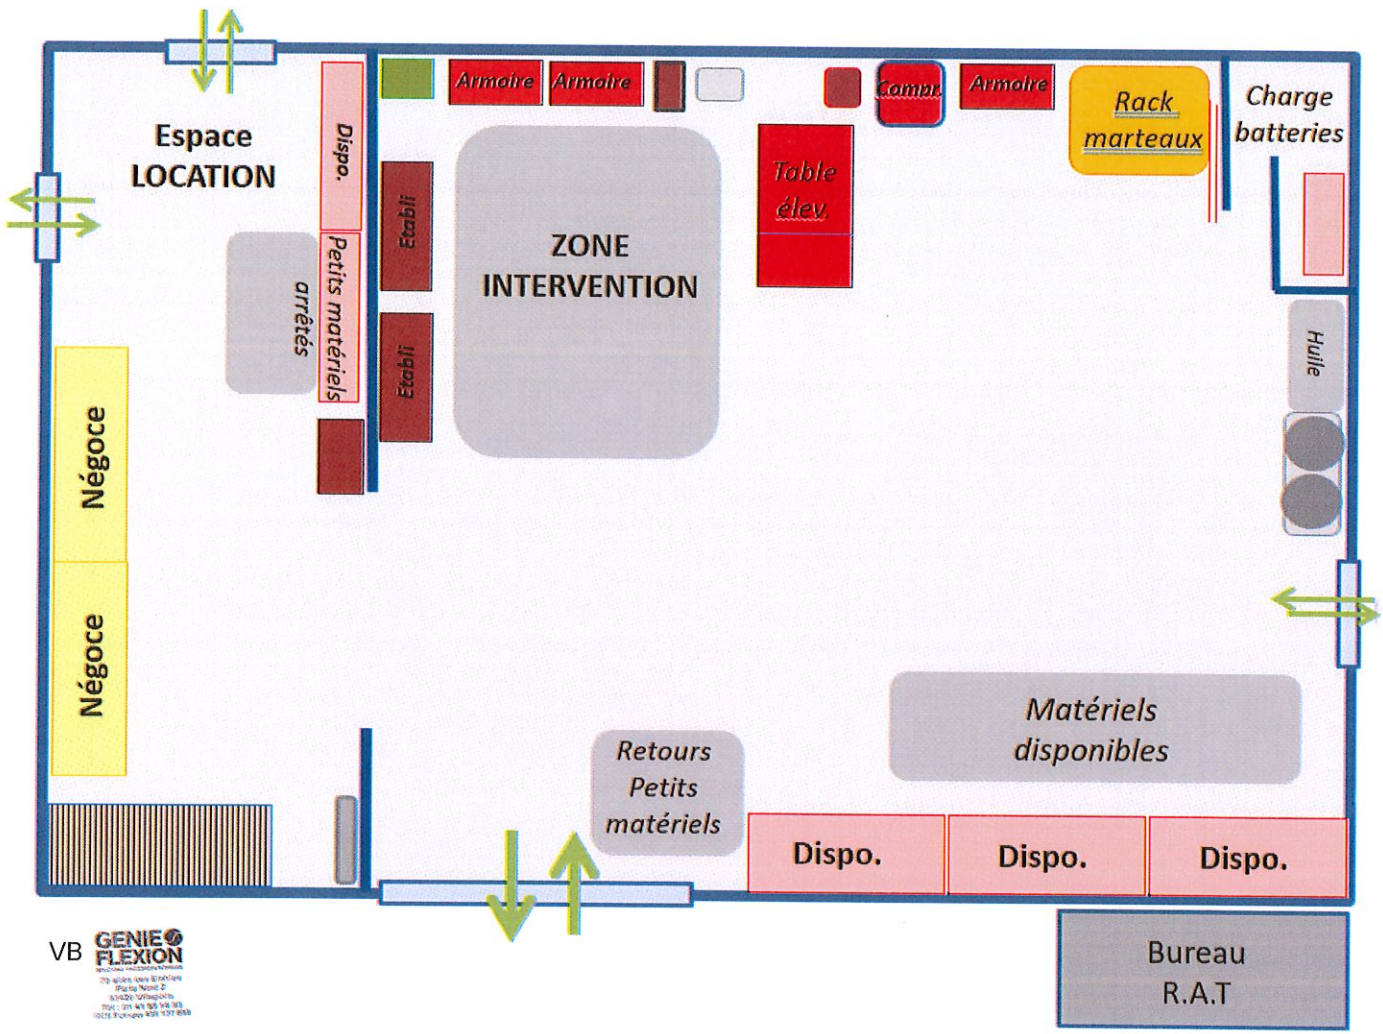 Espace
LOCATION
Dispo.
Petits matériels
arrêtés
Négoce
Négoce
Armoire
Armoire
Etabli
Etabli
ZONE
INTERVENTION
Table
élev.
Compr.
Armoire
Rack
marteaux
Charge
batteries
Huile
Matériels
disponibles
Retours
Petits
matériels
Dispo.
Dispo.
Dispo.
Bureau
R.A.T
VB
GENIE
FLEXION